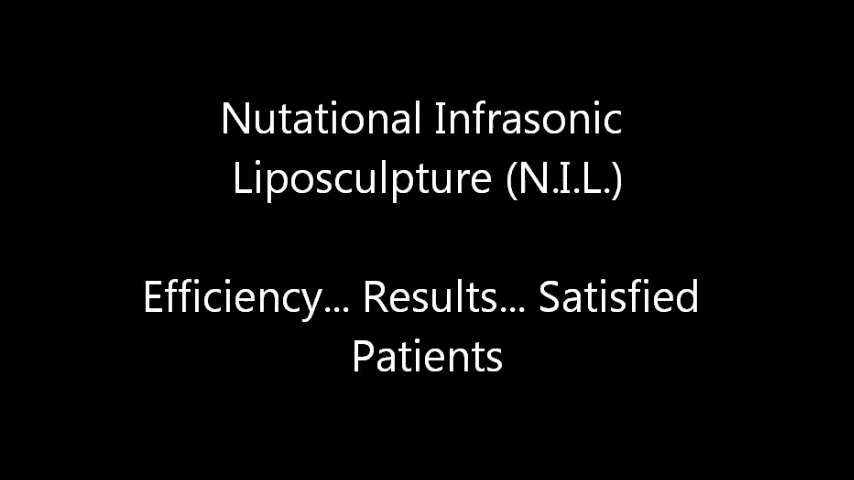 Nutational Infrasonic
Liposculpture (N.I.L.)
Efficiency... Results... Satisfied
Patients